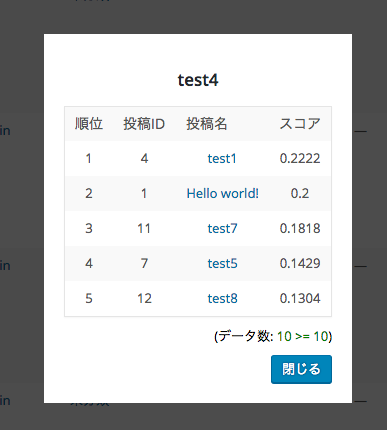 test4
順位 投稿ID 投稿名 スコア
1 4 test1 0.2222
2 1 Hello world! 0.2
3 11 test7 0.1818
4 7 test5 0.1429
5 12 test8 0.1304
(データ数: 10 >= 10)
閉じる
in —
in —
in —